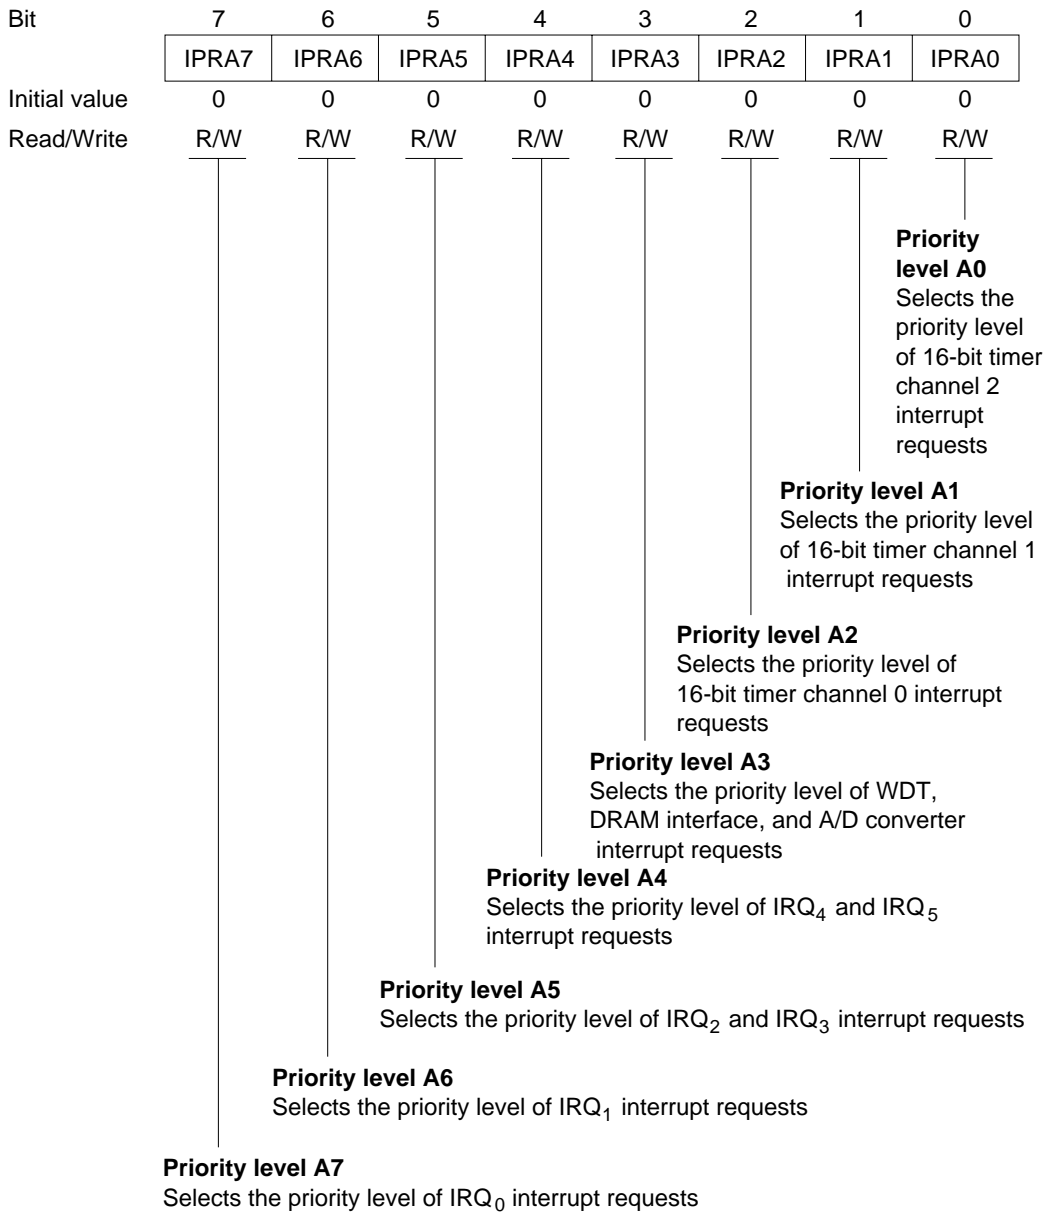 Bit 7 6 5 4 3 2 1 0
IPRA7 IPRA6 IPRA5 IPRA4 IPRA3 IPRA2 IPRA1 IPRA0
Initial value 0 0 0 0 0 0 0 0
Read/Write R/W R/W R/W R/W R/W R/W R/W R/W
Priority
level A0
Selects the
priority level
of 16-bit timer
channel 2
interrupt
requests
Priority level A1
Selects the priority level
of 16-bit timer channel 1
interrupt requests
Priority level A2
Selects the priority level of
16-bit timer channel 0 interrupt
requests
Priority level A3
Selects the priority level of WDT,
DRAM interface, and A/D converter
interrupt requests
Priority level A4
Selects the priority level of IRQ4 and IRQ5
interrupt requests
Priority level A5
Selects the priority level of IRQ2 and IRQ3 interrupt requests
Priority level A6
Selects the priority level of IRQ1 interrupt requests
Priority level A7
Selects the priority level of IRQ0 interrupt requests